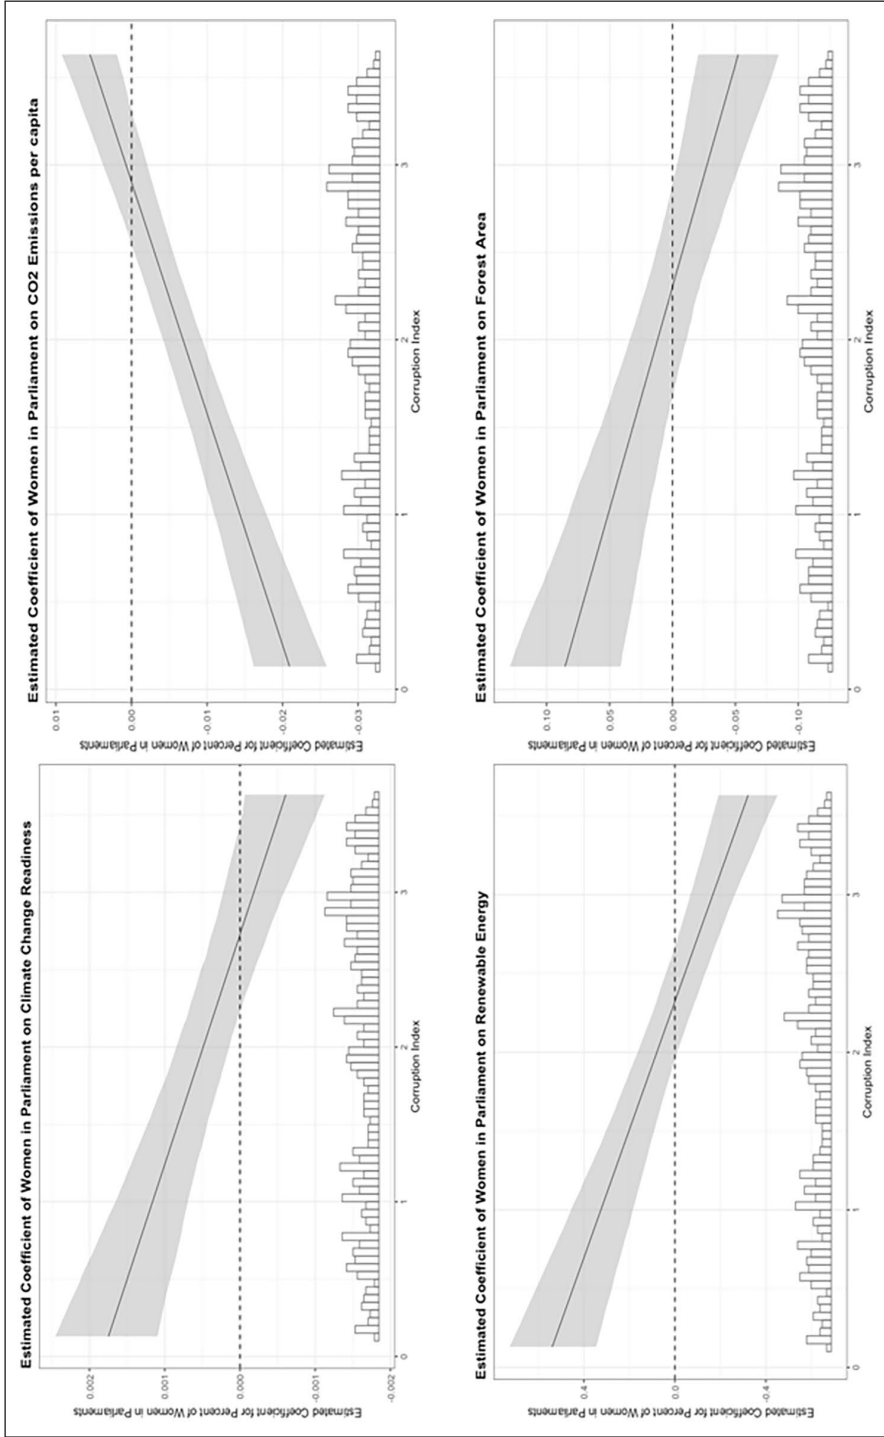 Estimated Coefficient of Women in Parliament on Climate Change Readiness
Estimated Coefficient for Percent of Women in Parliaments
0.002
0.001
0.000
-0.001
-0.002
0
1
2
3
Corruption Index
Estimated Coefficient of Women in Parliament on CO2 Emissions per capita
Estimated Coefficient for Percent of Women in Parliaments
0.01
0.00
-0.01
-0.02
-0.03
0
1
2
3
Corruption Index
Estimated Coefficient of Women in Parliament on Renewable Energy
Estimated Coefficient for Percent of Women in Parliaments
0.4
0.0
-0.4
0
1
2
3
Corruption Index
Estimated Coefficient of Women in Parliament on Forest Area
Estimated Coefficient for Percent of Women in Parliaments
0.10
0.05
0.00
-0.05
-0.10
0
1
2
3
Corruption Index